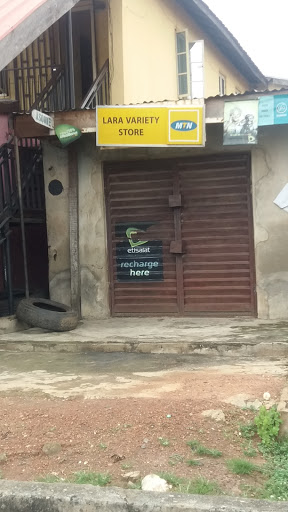 LARA VARIETY
STORE
MTN
etisalat
recharge
here